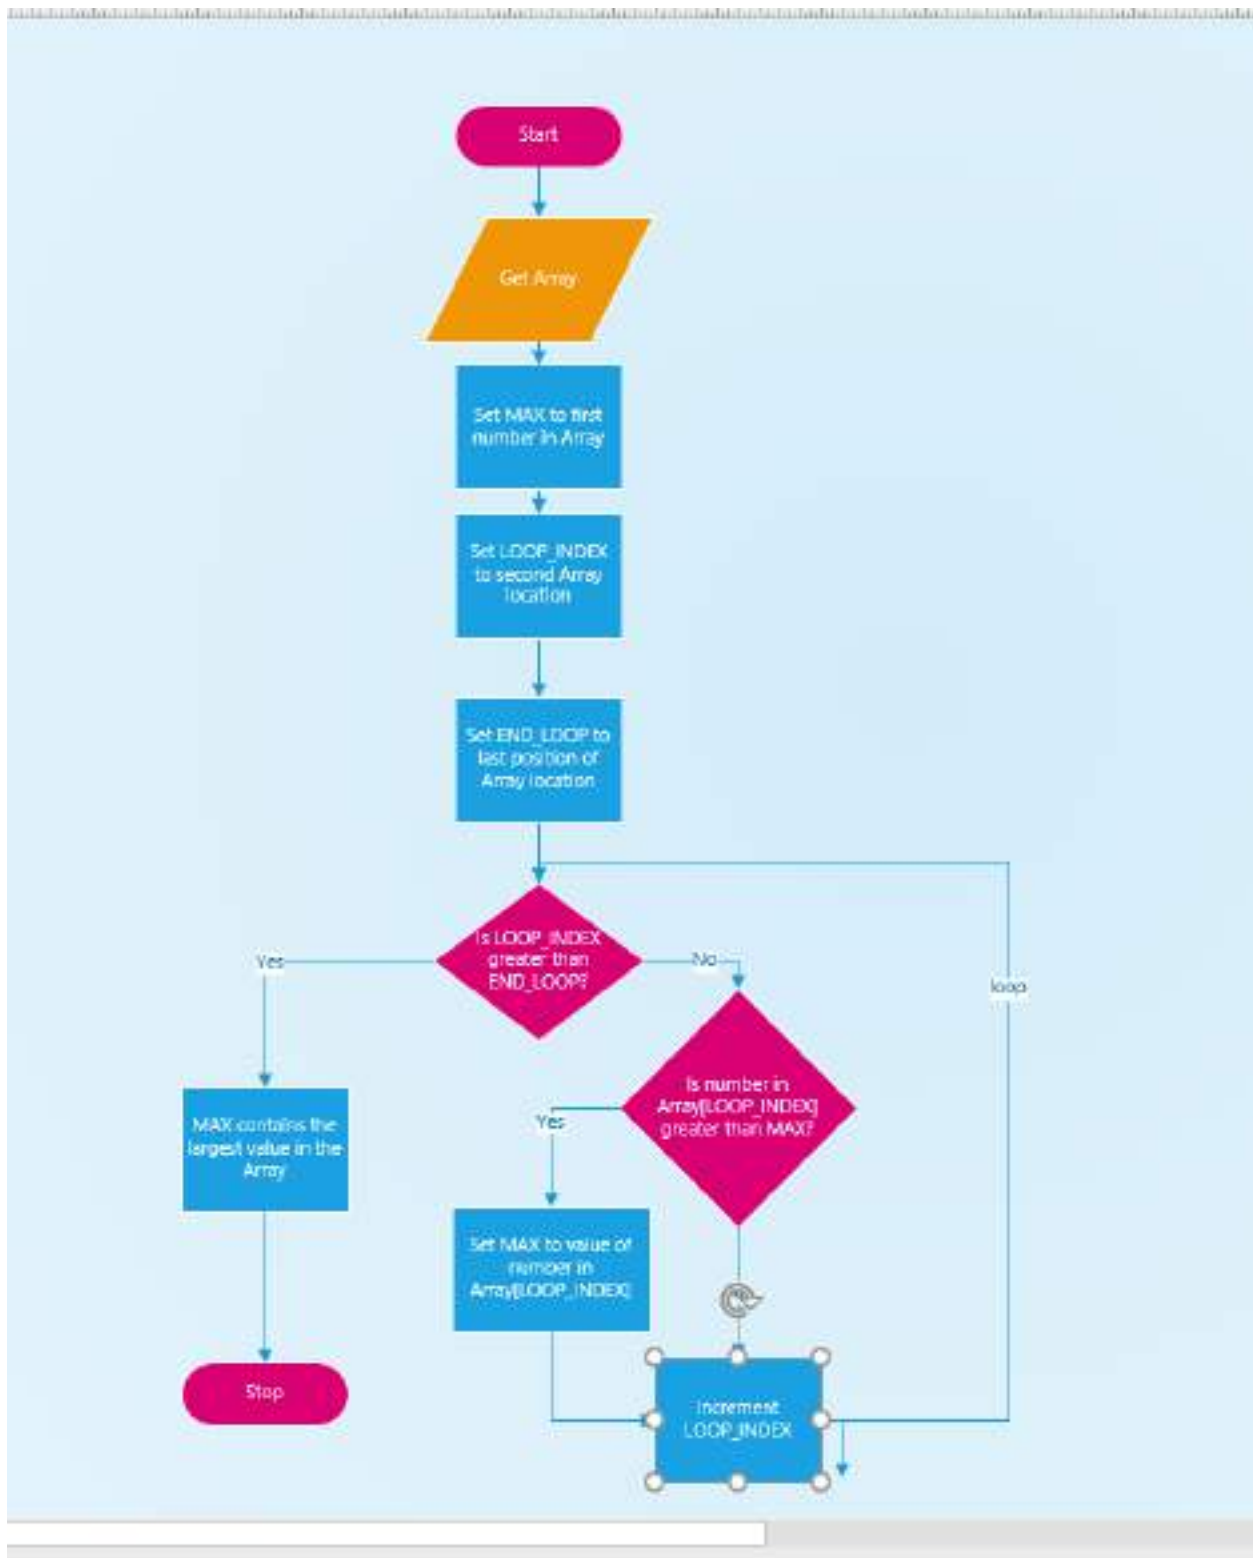 Start
Get Array
Set MAX to first
number in Array
Set LOOP_INDEX
to second Array
location
Set END_LOOP to
last position of
Array location
Is LOOP_INDEX
greater than
END_LOOP?
Yes
No
loop
Is number in
Array[LOOP_INDEX]
greater than MAX?
Yes
MAX contains the
largest value in the
Array
Set MAX to value of
number in
Array[LOOP_INDEX]
Stop
Increment
LOOP_INDEX